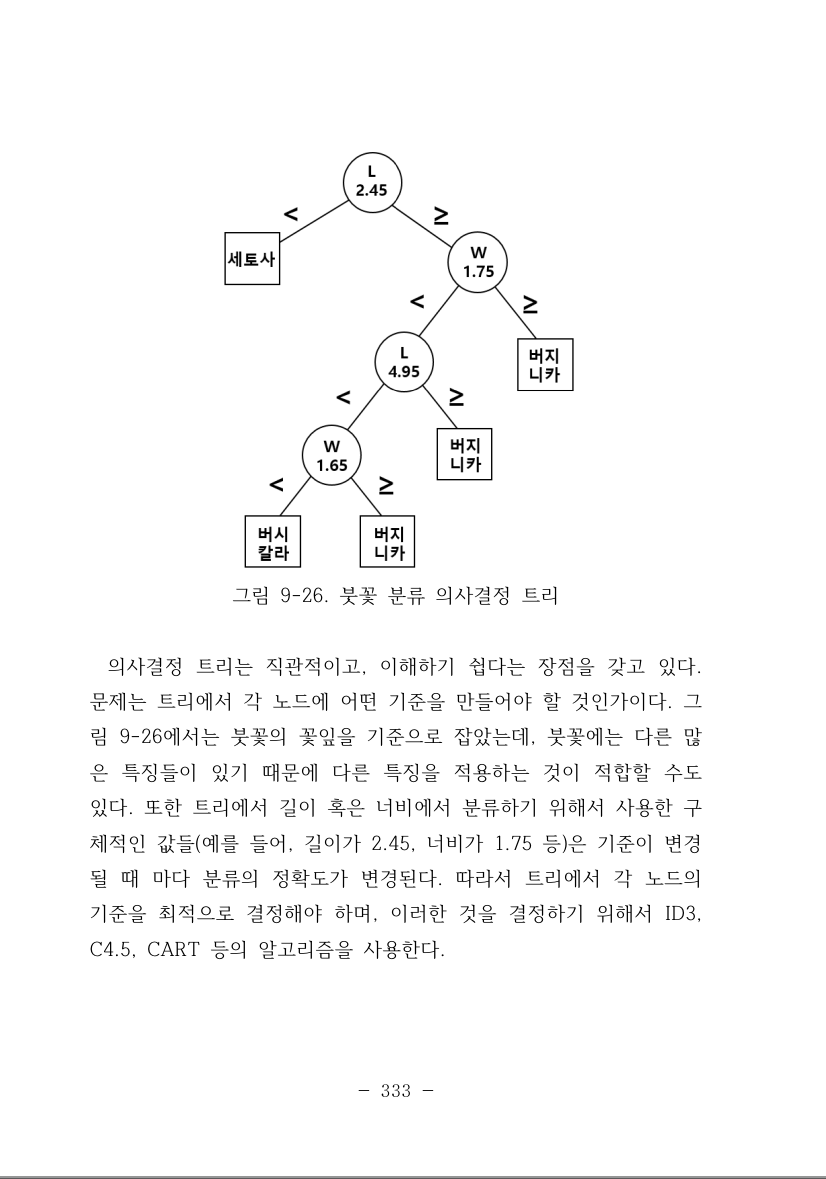 L
2.45
<
≥
세토사
W
1.75
<
≥
L
4.95
버지
니카
<
≥
W
1.65
버지
니카
<
≥
버시
칼라
버지
니카
그림 9-26. 붓꽃 분류 의사결정 트리
의사결정 트리는 직관적이고, 이해하기 쉽다는 장점을 갖고 있다.
문제는 트리에서 각 노드에 어떤 기준을 만들어야 할 것인가이다. 그
림 9-26에서는 붓꽃의 꽃잎을 기준으로 잡았는데, 붓꽃에는 다른 많
은 특징들이 있기 때문에 다른 특징을 적용하는 것이 적합할 수도
있다. 또한 트리에서 길이 혹은 너비에서 분류하기 위해서 사용한 구
체적인 값들(예를 들어, 길이가 2.45, 너비가 1.75 등)은 기준이 변경
될 때 마다 분류의 정확도가 변경된다. 따라서 트리에서 각 노드의
기준을 최적으로 결정해야 하며, 이러한 것을 결정하기 위해서 ID3,
C4.5, CART 등의 알고리즘을 사용한다.
- 333 -